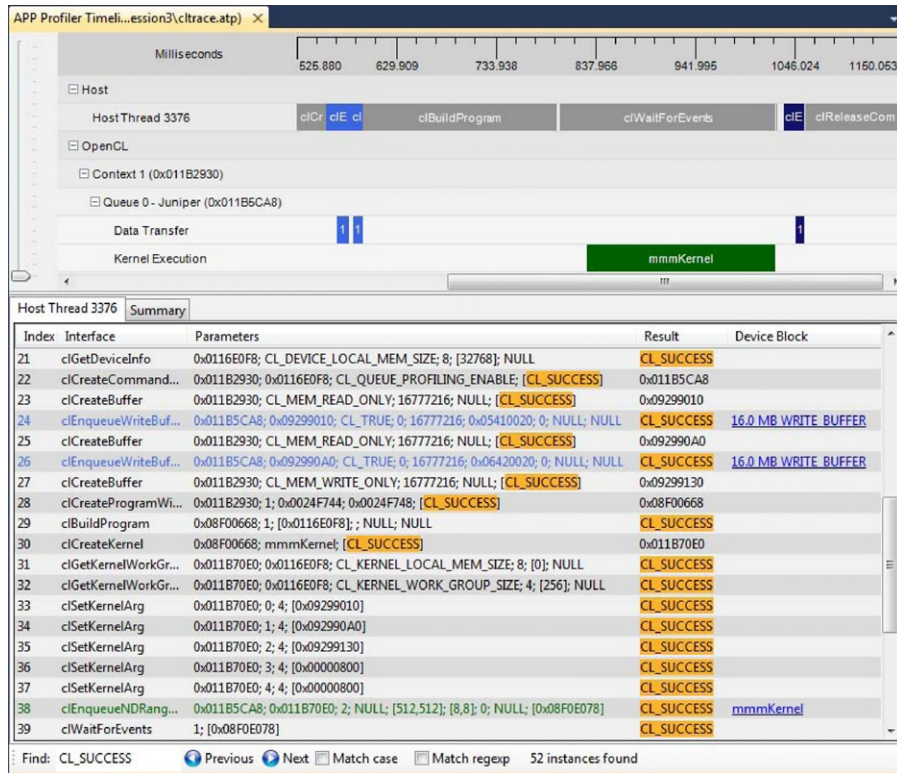 APP Profiler Timeli...ession3\cltrace.atp)
Milliseconds 525.880 629.909 733.938 837.966 941.995 1046.024 1150.053
Host
Host Thread 3376 clCr clE cl clBuildProgram clWaitForEvents clE clReleaseCom
OpenCL
Context 1 (0x011B2930)
Queue 0 - Juniper (0x011B5CA8)
Data Transfer 1 1 1
Kernel Execution mmmKernel
Host Thread 3376 Summary
Index Interface Parameters Result Device Block
21 clGetDeviceInfo 0x0116E0F8; CL_DEVICE_LOCAL_MEM_SIZE; 8; [32768]; NULL CL_SUCCESS
22 clCreateCommand... 0x011B2930; 0x0116E0F8; CL_QUEUE_PROFILING_ENABLE; [CL_SUCCESS] 0x011B5CA8
23 clCreateBuffer 0x011B2930; CL_MEM_READ_ONLY; 16777216; NULL; [CL_SUCCESS] 0x09299010
24 clEnqueueWriteBuf... 0x011B5CA8; 0x09299010; CL_TRUE; 0; 16777216; 0x05410020; 0; NULL; NULL CL_SUCCESS 16.0 MB WRITE_BUFFER
25 clCreateBuffer 0x011B2930; CL_MEM_READ_ONLY; 16777216; NULL; [CL_SUCCESS] 0x092990A0
26 clEnqueueWriteBuf... 0x011B5CA8; 0x092990A0; CL_TRUE; 0; 16777216; 0x06420020; 0; NULL; NULL CL_SUCCESS 16.0 MB WRITE_BUFFER
27 clCreateBuffer 0x011B2930; CL_MEM_WRITE_ONLY; 16777216; NULL; [CL_SUCCESS] 0x09299130
28 clCreateProgramWi... 0x011B2930; 1; 0x0024F744; 0x0024F748; [CL_SUCCESS] 0x08F00668
29 clBuildProgram 0x08F00668; 1; [0x0116E0F8]; ; NULL; NULL CL_SUCCESS
30 clCreateKernel 0x08F00668; mmmKernel; [CL_SUCCESS] 0x011B70E0
31 clGetKernelWorkGr... 0x011B70E0; 0x0116E0F8; CL_KERNEL_LOCAL_MEM_SIZE; 8; [0]; NULL CL_SUCCESS
32 clGetKernelWorkGr... 0x011B70E0; 0x0116E0F8; CL_KERNEL_WORK_GROUP_SIZE; 4; [256]; NULL CL_SUCCESS
33 clSetKernelArg 0x011B70E0; 0; 4; [0x09299010] CL_SUCCESS
34 clSetKernelArg 0x011B70E0; 1; 4; [0x092990A0] CL_SUCCESS
35 clSetKernelArg 0x011B70E0; 2; 4; [0x09299130] CL_SUCCESS
36 clSetKernelArg 0x011B70E0; 3; 4; [0x00000800] CL_SUCCESS
37 clSetKernelArg 0x011B70E0; 4; 4; [0x00000800] CL_SUCCESS
38 clEnqueueNDRang... 0x011B5CA8; 0x011B70E0; 2; NULL; [512,512]; [8,8]; 0; NULL; [0x08F0E078] CL_SUCCESS mmmKernel
39 clWaitForEvents 1; [0x08F0E078] CL_SUCCESS
Find: CL_SUCCESS Previous Next Match case Match regexp 52 instances found